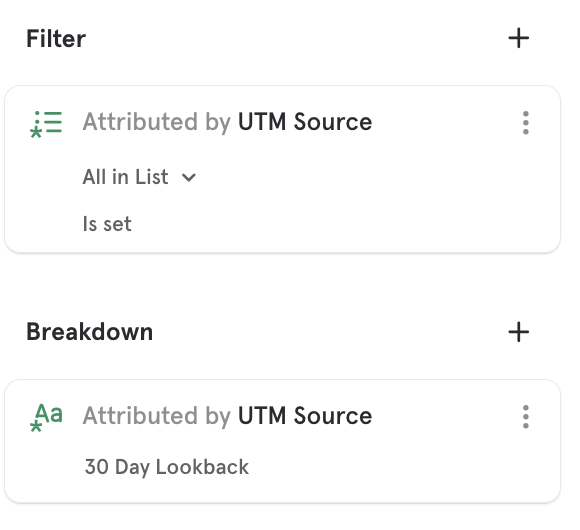 Filter
Attributed by UTM Source
All in List
Is set
Breakdown
Aa Attributed by UTM Source
30 Day Lookback